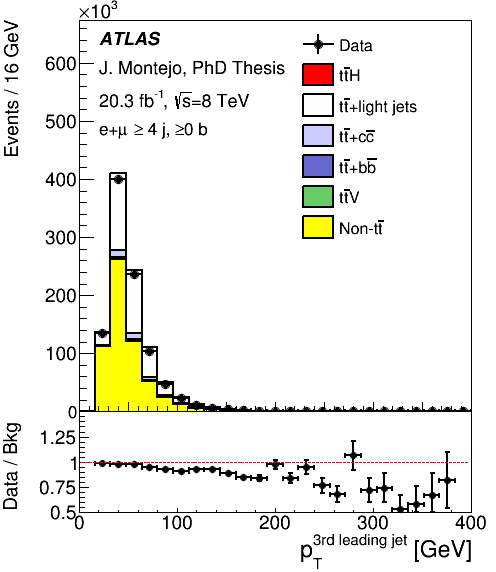 ×10³
Events / 16 GeV
600
500
400
300
200
100
0
ATLAS
J. Montejo, PhD Thesis
20.3 fb⁻¹, √s=8 TeV
e+μ ≥ 4 j, ≥0 b
Data
tt̅H
tt̅+light jets
tt̅+cc̅
tt̅+bb̅
tt̅V
Non-tt̅
Data / Bkg
1.25
1
0.75
0.5
0 100 200 300 400
p_T^3rd leading jet [GeV]